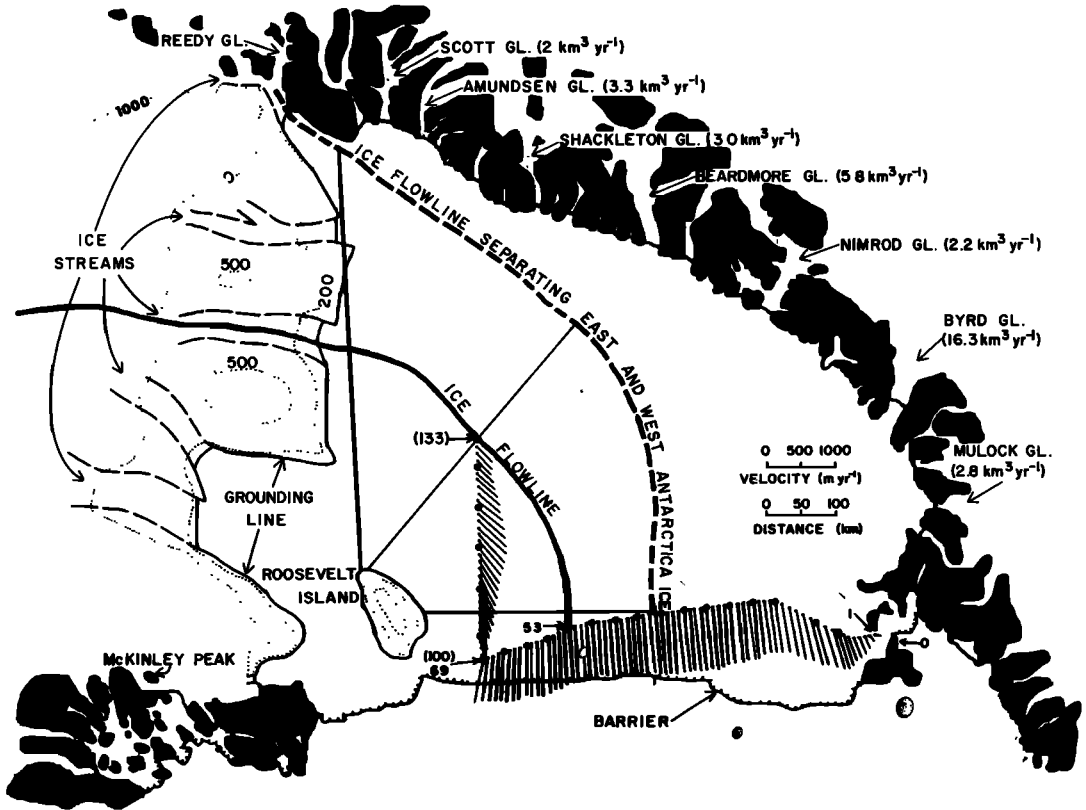 REEDY GL.
SCOTT GL. (2 km³ yr⁻¹)
AMUNDSEN GL. (3.3 km³ yr⁻¹)
1000
SHACKLETON GL. (3 0 km³ yr⁻¹)
BEARDMORE GL. (5 8 km³ yr⁻¹)
NIMROD GL. (2.2 km³ yr⁻¹)
ICE FLOWLINE SEPARATING EAST AND WEST ANTARCTICA ICE
ICE
STREAMS
500
200
BYRD GL.
(16.3 km³ yr⁻¹)
500
ICE FLOWLINE
(133)
MULOCK GL.
(2.8 km³ yr⁻¹)
0 500 1000
VELOCITY (m yr⁻¹)
0 50 100
DISTANCE (km)
GROUNDING
LINE
ROOSEVELT
ISLAND
53
1
0
(100)
69
McKINLEY PEAK
BARRIER